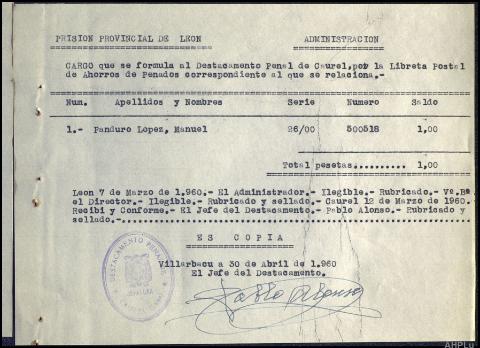 PRISION PROVINCIAL DE LEON ADMINISTRACION
CARGO que se formula al Destacamento Penal de Caurel,por la Libreta Postal
de Ahorros de Penados correspondiente al que se relaciona.-
Num. Apellidos y Nombres Serie Numero Saldo
1.- Panduro Lopez, Manuel 26/00 500518 1,00
Total pesetas.......... 1,00
Leon 7 de Marzo de 1.960.- El Administrador.- Ilegible.- Rubricado.- Vº.Bº
el Director.- Ilegible.- Rubricado y sellado.- Caurel 12 de Marzo de 1960.
Recibi y Conforme.- El Jefe del Destacamento.- Pablo Alonso.- Rubricado y
sellado.-
ES COPIA
Villarbacu a 30 de Abril de 1.960
El Jefe del Destacamento.
Pablo Alonso
DESTACAMENTO PENAL
JEFATURA
AHPLu